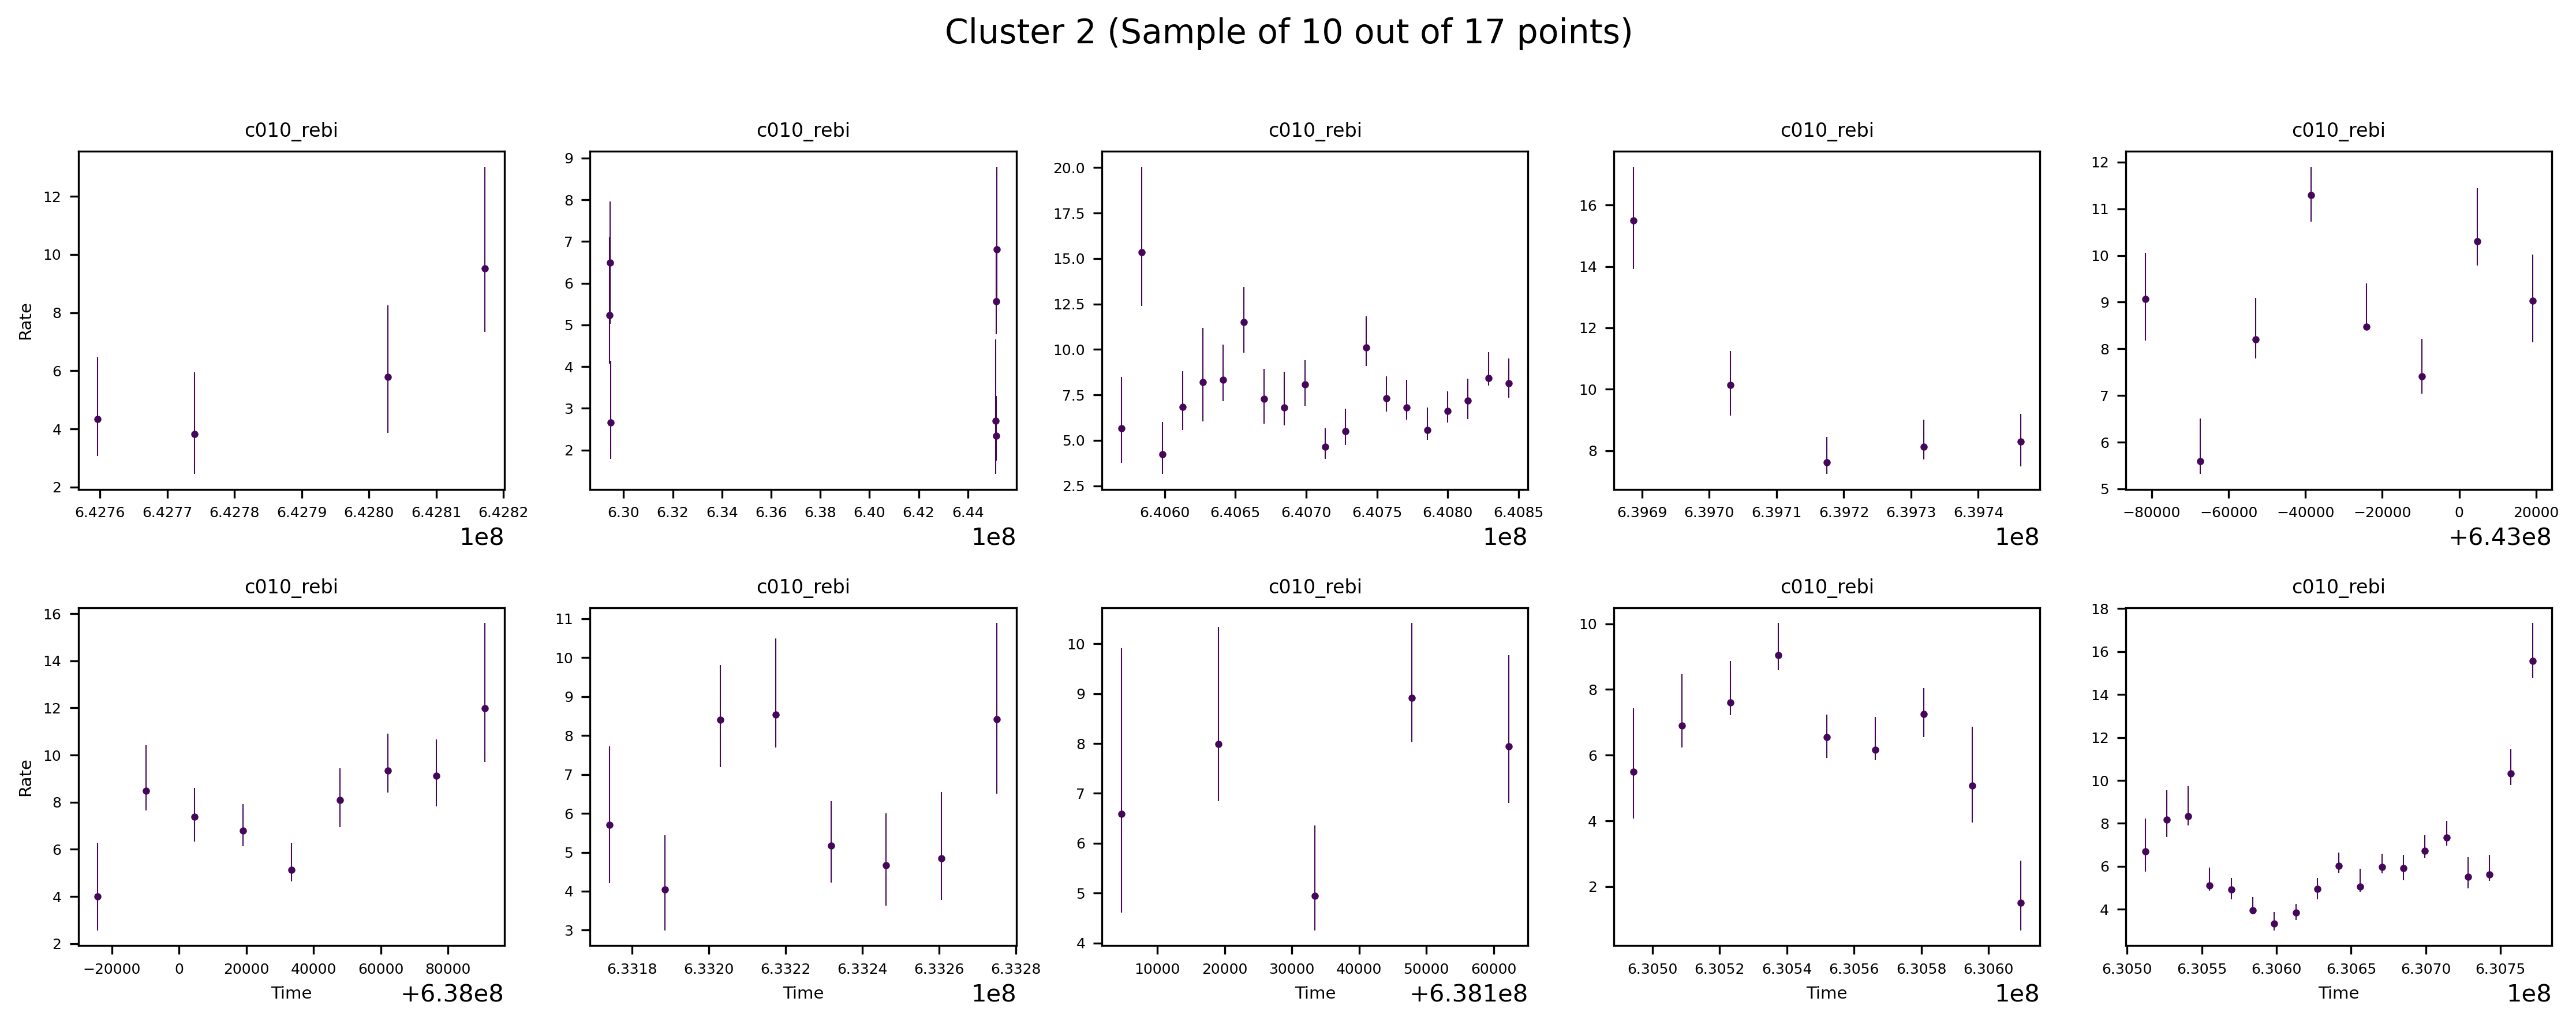 Cluster 2 (Sample of 10 out of 17 points)
c010_rebi c010_rebi c010_rebi c010_rebi c010_rebi
Rate
12
10
8
6
4
2
6.4276 6.4277 6.4278 6.4279 6.4280 6.4281 6.4282
1e8
9
8
7
6
5
4
3
2
6.30 6.32 6.34 6.36 6.38 6.40 6.42 6.44
1e8
20.0
17.5
15.0
12.5
10.0
7.5
5.0
2.5
6.4060 6.4065 6.4070 6.4075 6.4080 6.4085
1e8
16
14
12
10
8
6.3969 6.3970 6.3971 6.3972 6.3973 6.3974
1e8
12
11
10
9
8
7
6
5
−80000 −60000 −40000 −20000 0 20000
+6.43e8
c010_rebi c010_rebi c010_rebi c010_rebi c010_rebi
Rate
16
14
12
10
8
6
4
2
−20000 0 20000 40000 60000 80000
Time
+6.38e8
11
10
9
8
7
6
5
4
3
6.3318 6.3320 6.3322 6.3324 6.3326 6.3328
Time
1e8
10
9
8
7
6
5
4
10000 20000 30000 40000 50000 60000
Time
+6.381e8
10
8
6
4
2
6.3050 6.3052 6.3054 6.3056 6.3058 6.3060
Time
1e8
18
16
14
12
10
8
6
4
6.3050 6.3055 6.3060 6.3065 6.3070 6.3075
Time
1e8